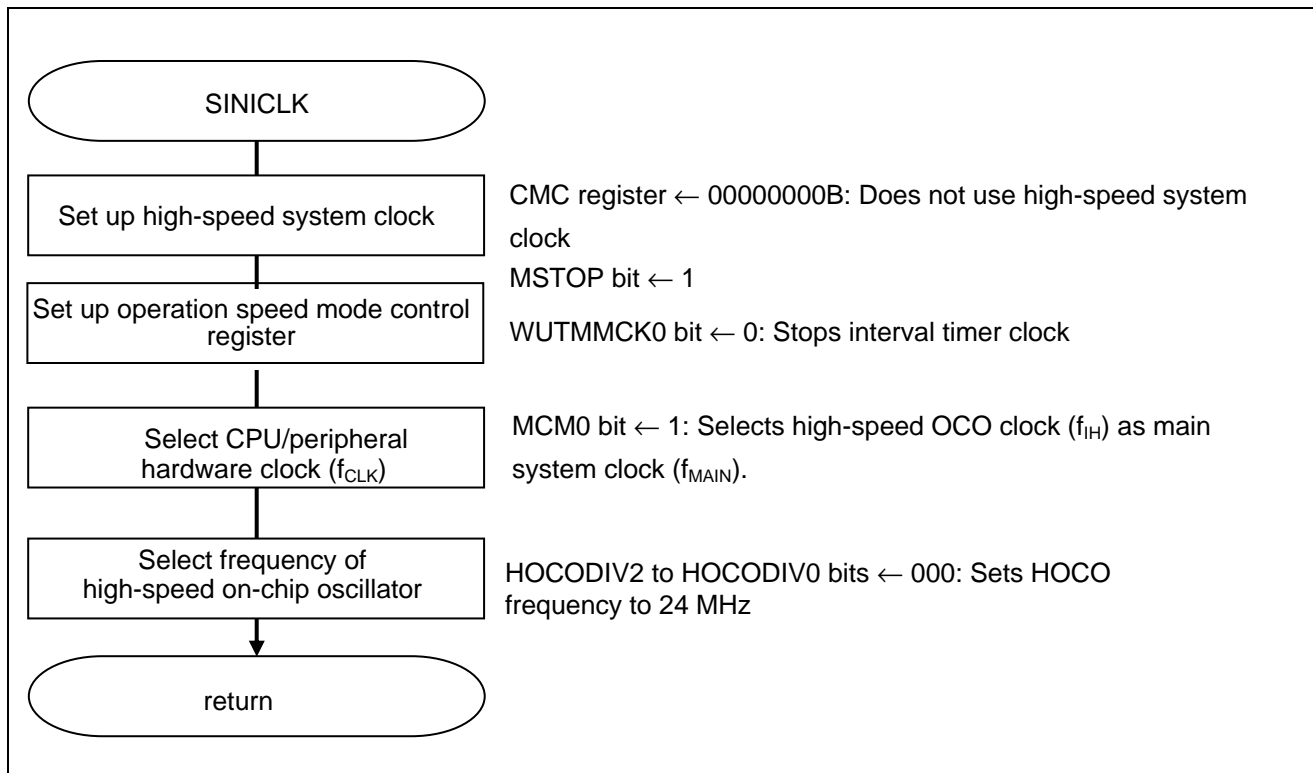 SINICLK
Set up high-speed system clock
CMC register ← 00000000B: Does not use high-speed system
clock
MSTOP bit ← 1
Set up operation speed mode control
register
WUTMMCK0 bit ← 0: Stops interval timer clock
Select CPU/peripheral
hardware clock (fCLK)
MCM0 bit ← 1: Selects high-speed OCO clock (fIH) as main
system clock (fMAIN).
Select frequency of
high-speed on-chip oscillator
HOCODIV2 to HOCODIV0 bits ← 000: Sets HOCO
frequency to 24 MHz
return